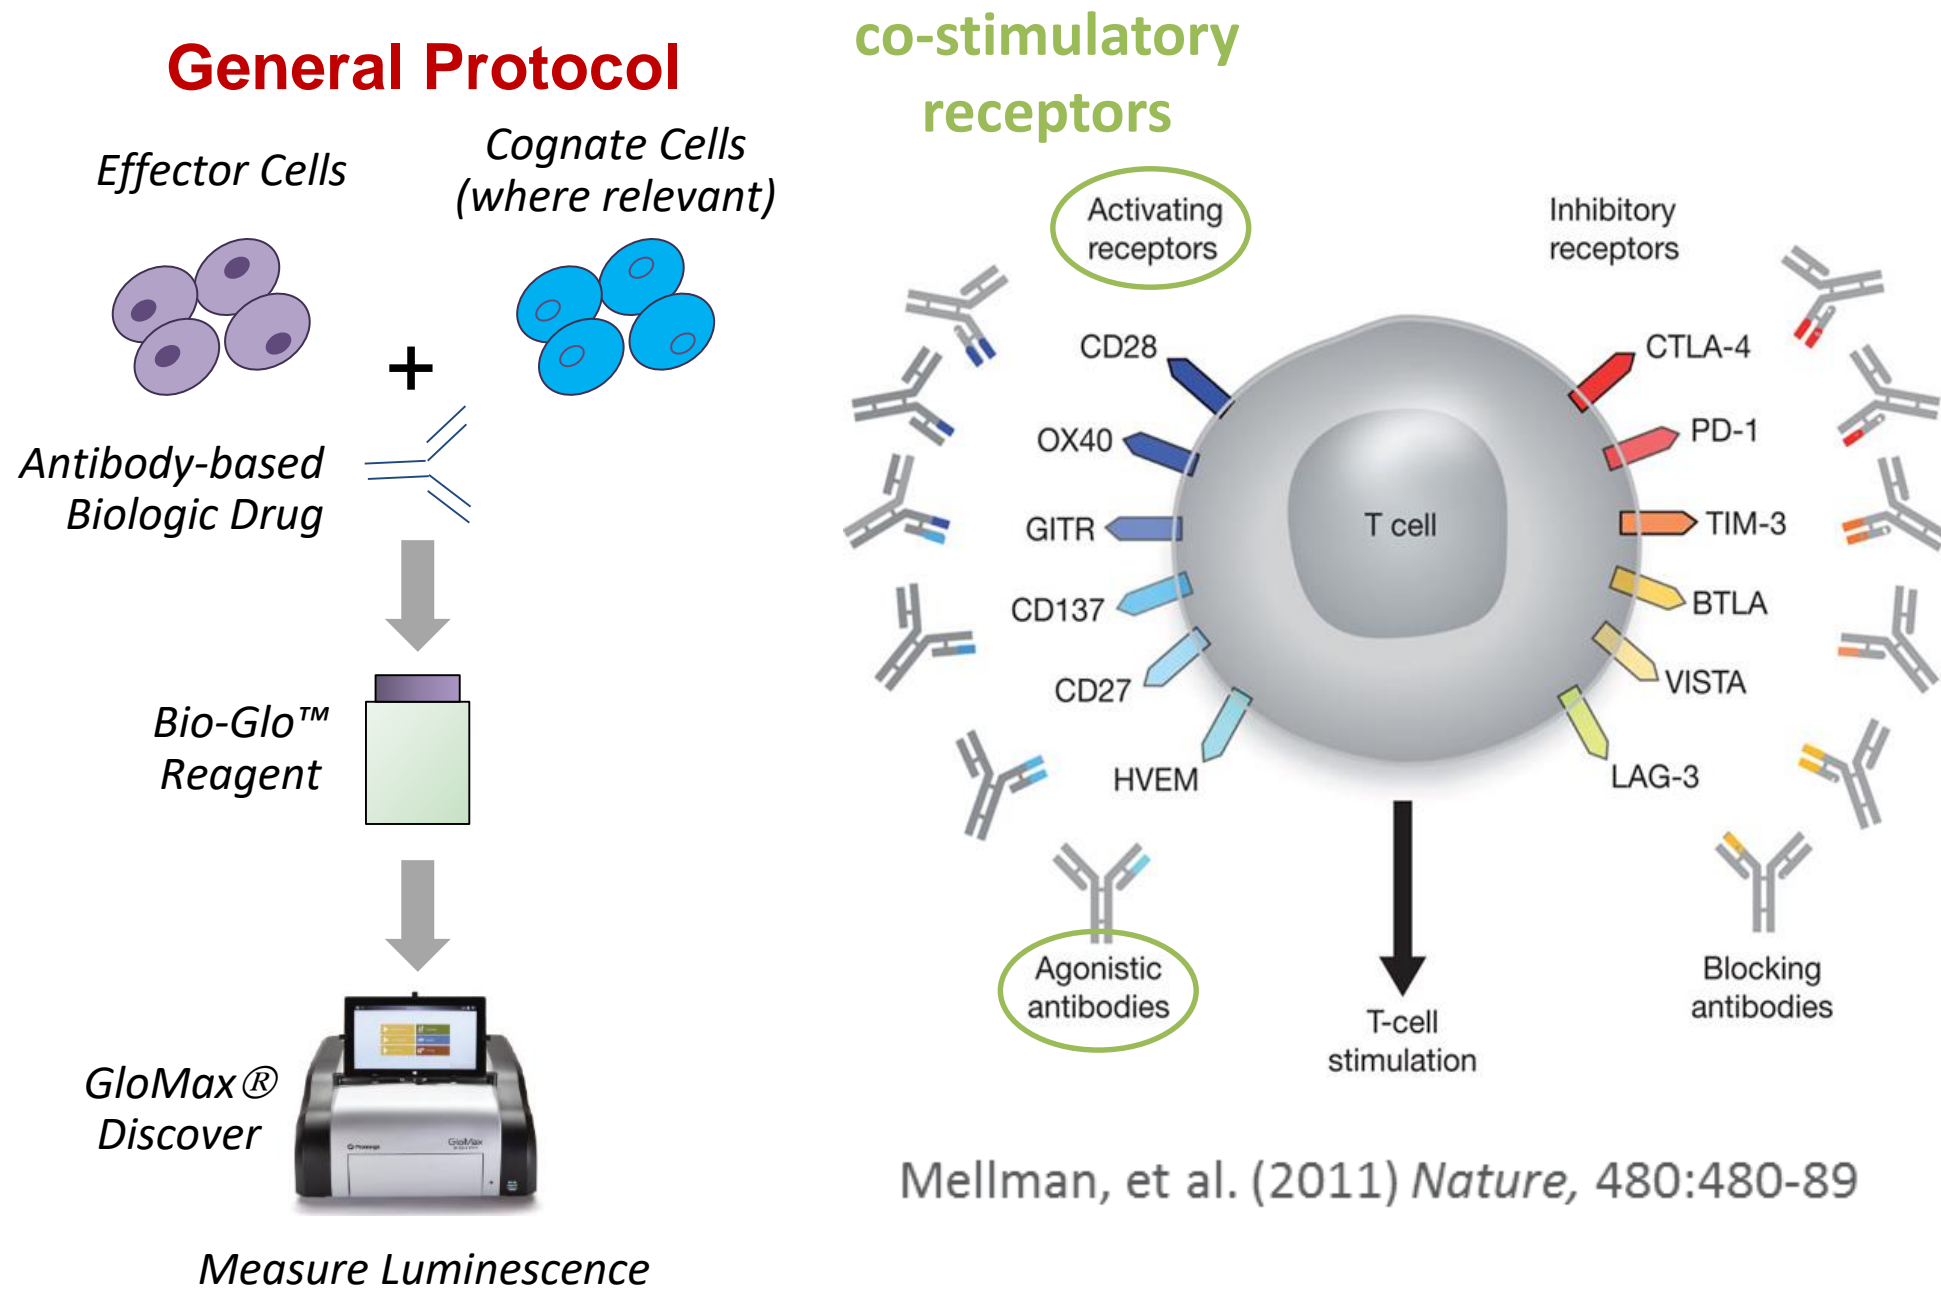 General Protocol
Effector Cells
Cognate Cells
(where relevant)
+
Antibody-based
Biologic Drug
Bio-Glo™
Reagent
GloMax®
Discover
GloMax
Measure Luminescence
co-stimulatory
receptors
Activating
receptors
Inhibitory
receptors
CD28
OX40
GITR
CD137
CD27
HVEM
T cell
CTLA-4
PD-1
TIM-3
BTLA
VISTA
LAG-3
Agonistic
antibodies
T-cell
stimulation
Blocking
antibodies
Mellman, et al. (2011) Nature, 480:480-89